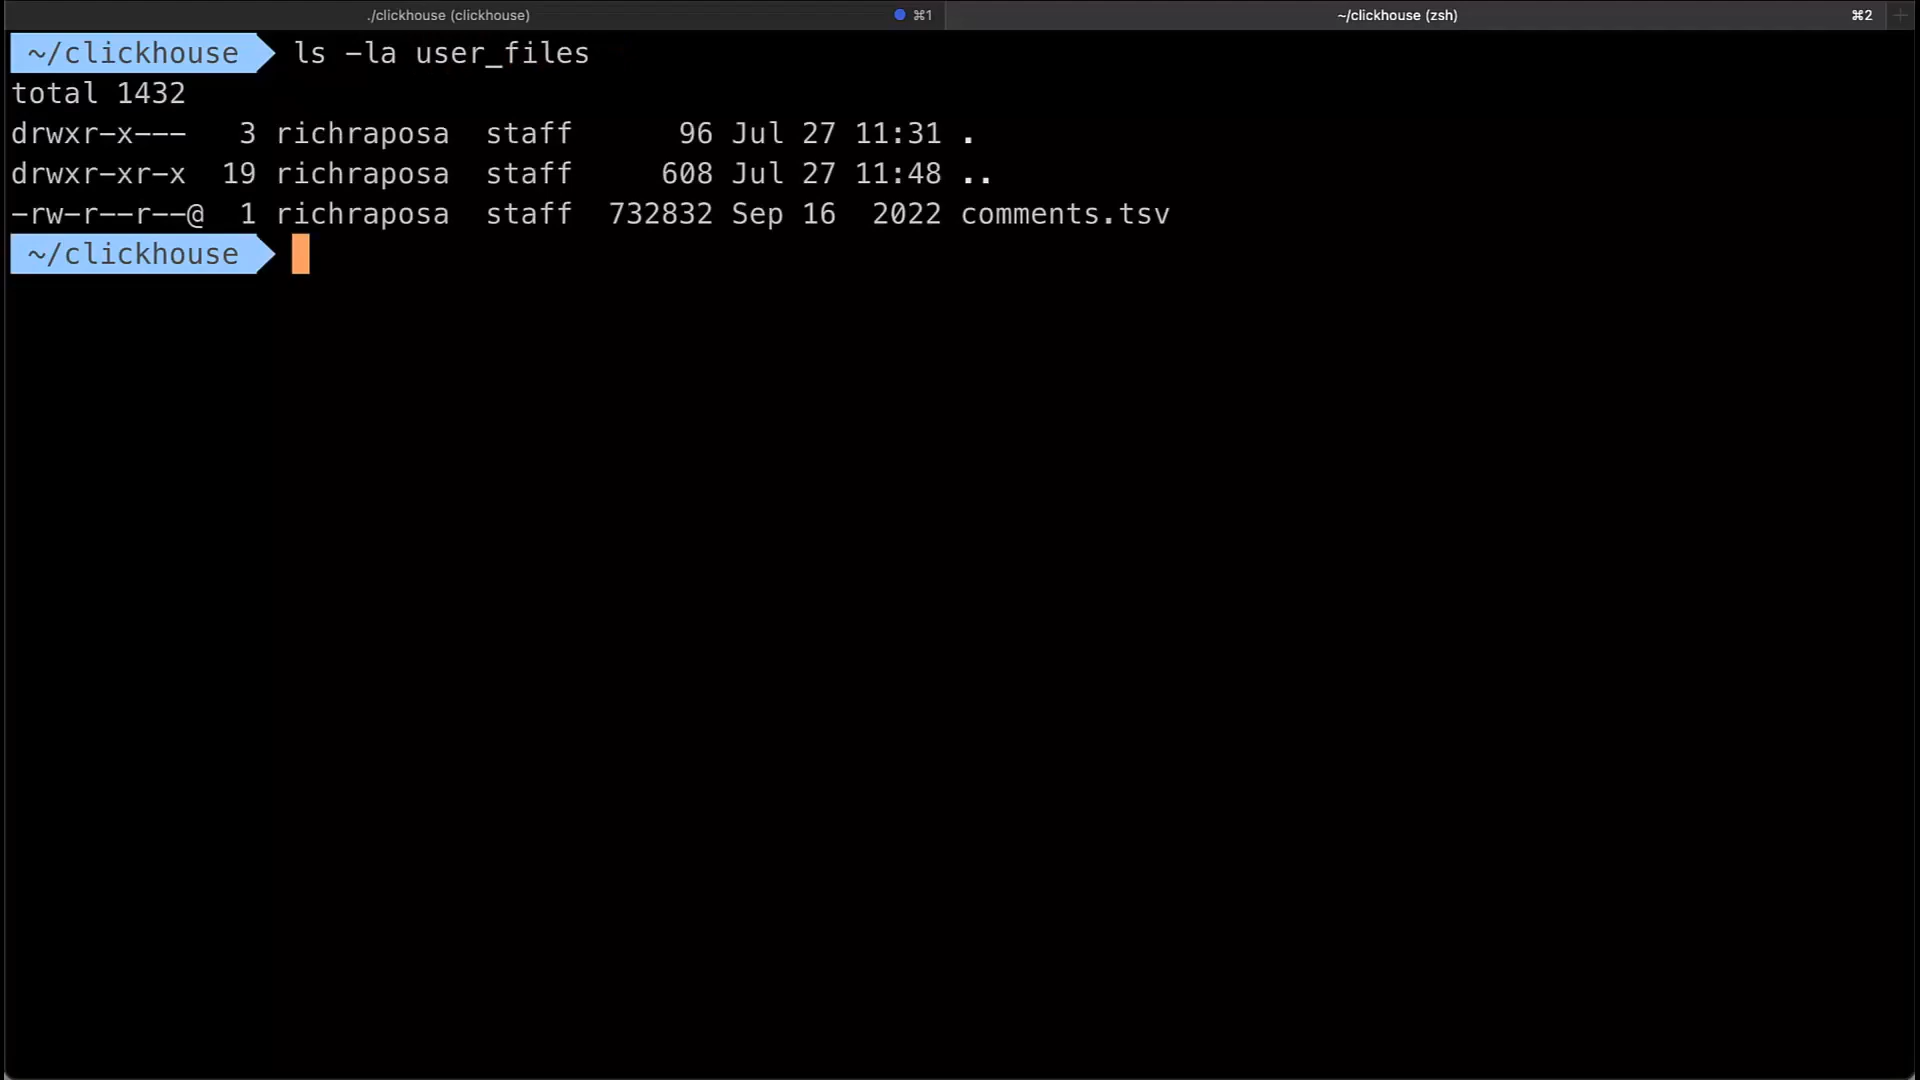 ./clickhouse (clickhouse) ⌘1 ~/clickhouse (zsh) ⌘2
~/clickhouse ls -la user_files
total 1432
drwxr-x---   3 richraposa  staff      96 Jul 27 11:31 .
drwxr-xr-x  19 richraposa  staff     608 Jul 27 11:48 ..
-rw-r--r--@  1 richraposa  staff  732832 Sep 16  2022 comments.tsv
~/clickhouse